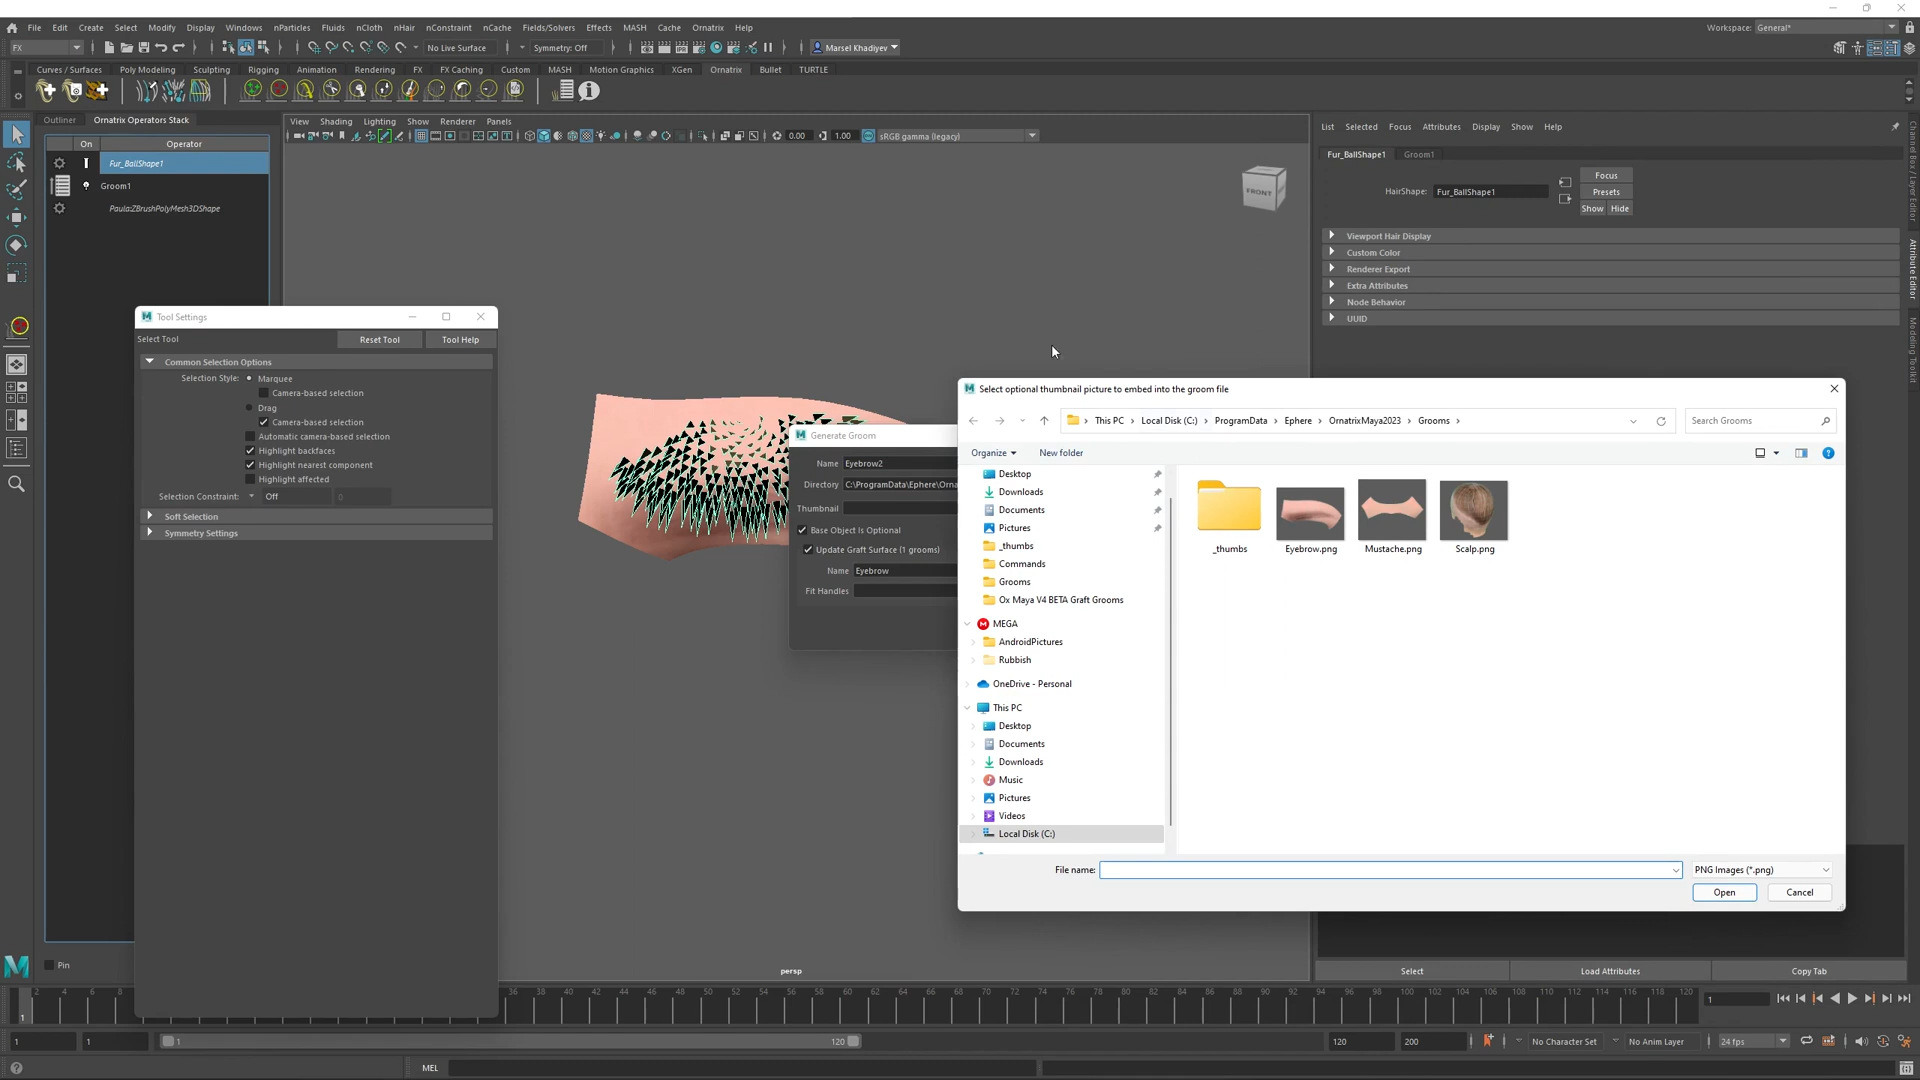 File Edit Create Select Modify Display Windows nParticles Fluids nCloth nHair nConstraint nCache Fields/Solvers Effects MASH Cache Ornatrix Help
Workspace: General*
FX
No Live Surface
Symmetry: Off
Marsel Khadiyev
Curves / Surfaces Poly Modeling Sculpting Rigging Animation Rendering FX FX Caching Custom MASH Motion Graphics XGen Ornatrix Bullet TURTLE
Outliner Ornatrix Operators Stack
On Operator
Fur_BallShape1
Groom1
Paula:ZBrushPolyMesh3DShape
View Shading Lighting Show Renderer Panels
0.00 1.00 sRGB gamma (legacy)
FRONT
List Selected Focus Attributes Display Show Help
Fur_BallShape1 Groom1
HairShape: Fur_BallShape1
Focus
Presets
Show Hide
Viewport Hair Display
Custom Color
Renderer Export
Extra Attributes
Node Behavior
UUID
Channel Box / Layer Editor
Attribute Editor
Modeling Toolkit
Tool Settings
Select Tool
Reset Tool Tool Help
Common Selection Options
Selection Style: Marquee
Camera-based selection
Drag
Camera-based selection
Automatic camera-based selection
Highlight backfaces
Highlight nearest component
Highlight affected
Selection Constraint: Off 0
Soft Selection
Symmetry Settings
Generate Groom
Name Eyebrow2
Directory C:\ProgramData\Ephere\Orna
Thumbnail
Base Object Is Optional
Update Graft Surface (1 grooms)
Name Eyebrow
Fit Handles
Select optional thumbnail picture to embed into the groom file
This PC Local Disk (C:) ProgramData Ephere OrnatrixMaya2023 Grooms
Search Grooms
Organize New folder
Desktop
Downloads
Documents
Pictures
_thumbs
Commands
Grooms
Ox Maya V4 BETA Graft Grooms
MEGA
AndroidPictures
Rubbish
OneDrive - Personal
This PC
Desktop
Documents
Downloads
Music
Pictures
Videos
Local Disk (C:)
_thumbs Eyebrow.png Mustache.png Scalp.png
File name: PNG Images (*.png)
Open Cancel
Pin
persp
Select Load Attributes Copy Tab
2 4 6 8 36 38 40 42 44 46 48 50 52 54 56 58 60 62 64 66 68 70 72 74 76 78 80 82 84 86 88 90 92 94 96 98 100 102 104 106 108 110 112 114 116 118 120
1
1
1 1 1 120 120 200 No Character Set No Anim Layer 24 fps
MEL